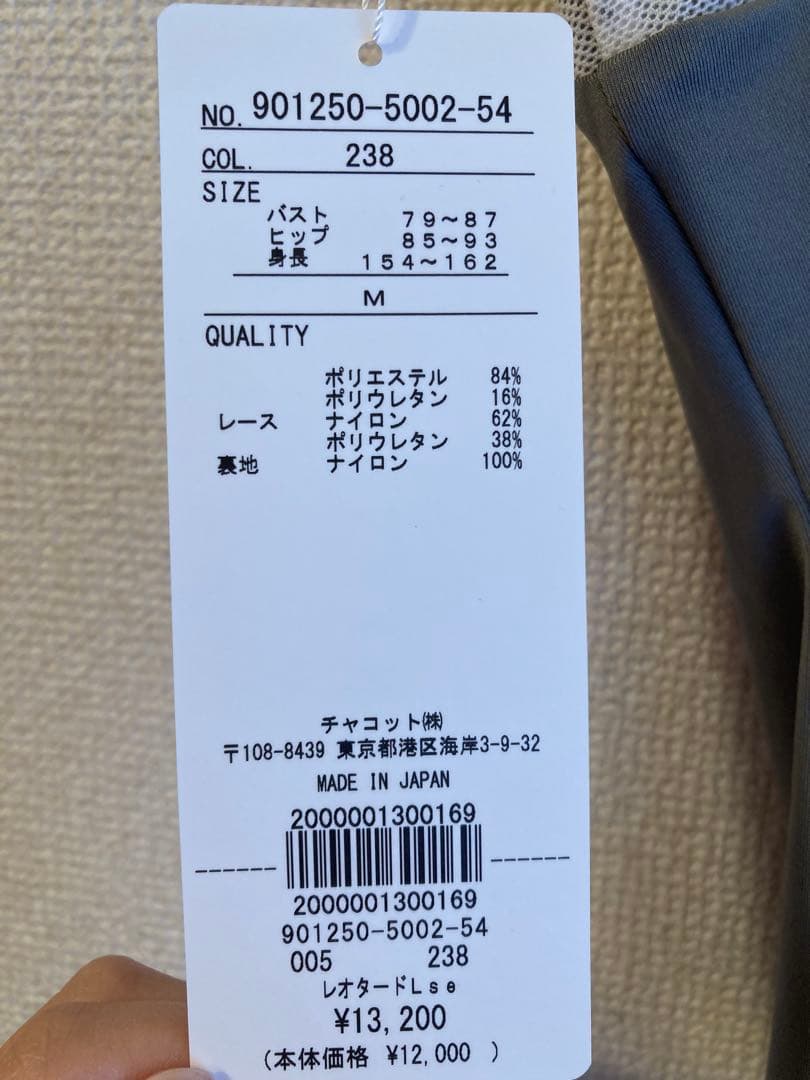 NO. 901250-5002-54
COL. 238
SIZE
バスト 79~87
ヒップ 85~93
身長 154~162
M
QUALITY
ポリエステル 84%
ポリウレタン 16%
レース ナイロン 62%
ポリウレタン 38%
裏地 ナイロン 100%
チャコット㈱
〒108-8439 東京都港区海岸3-9-32
MADE IN JAPAN
2000001300169
2000001300169
901250-5002-54
005 238
レオタードLse
¥13,200
(本体価格 ¥12,000 )